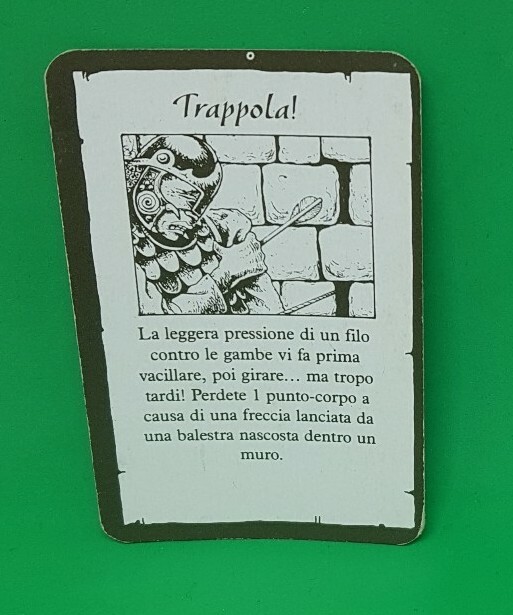 Trappola!
La leggera pressione di un filo
contro le gambe vi fa prima
vacillare, poi girare... ma tropo
tardi! Perdete 1 punto-corpo a
causa di una freccia lanciata da
una balestra nascosta dentro un
muro.